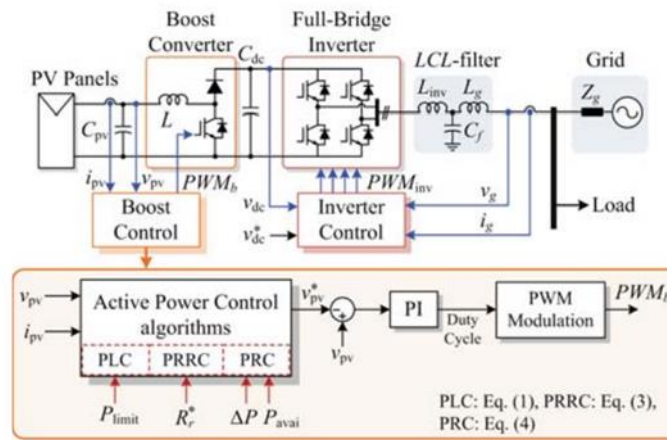 Boost
Converter
Full-Bridge
Inverter
PV Panels
C_dc
LCL-filter
Grid
L_inv
L_g
Z_g
C_pv
L
C_f
i_pv
v_pv
PWM_b
PWM_inv
v_g
Boost
Control
v_dc
v*_dc
Inverter
Control
i_g
Load
v_pv
i_pv
Active Power Control
algorithms
PLC
PRRC
PRC
v*_pv
+
-
v_pv
PI
Duty
Cycle
PWM
Modulation
PWM_b
P_limit
R*_r
ΔP
P_avai
PLC: Eq. (1), PRRC: Eq. (3),
PRC: Eq. (4)